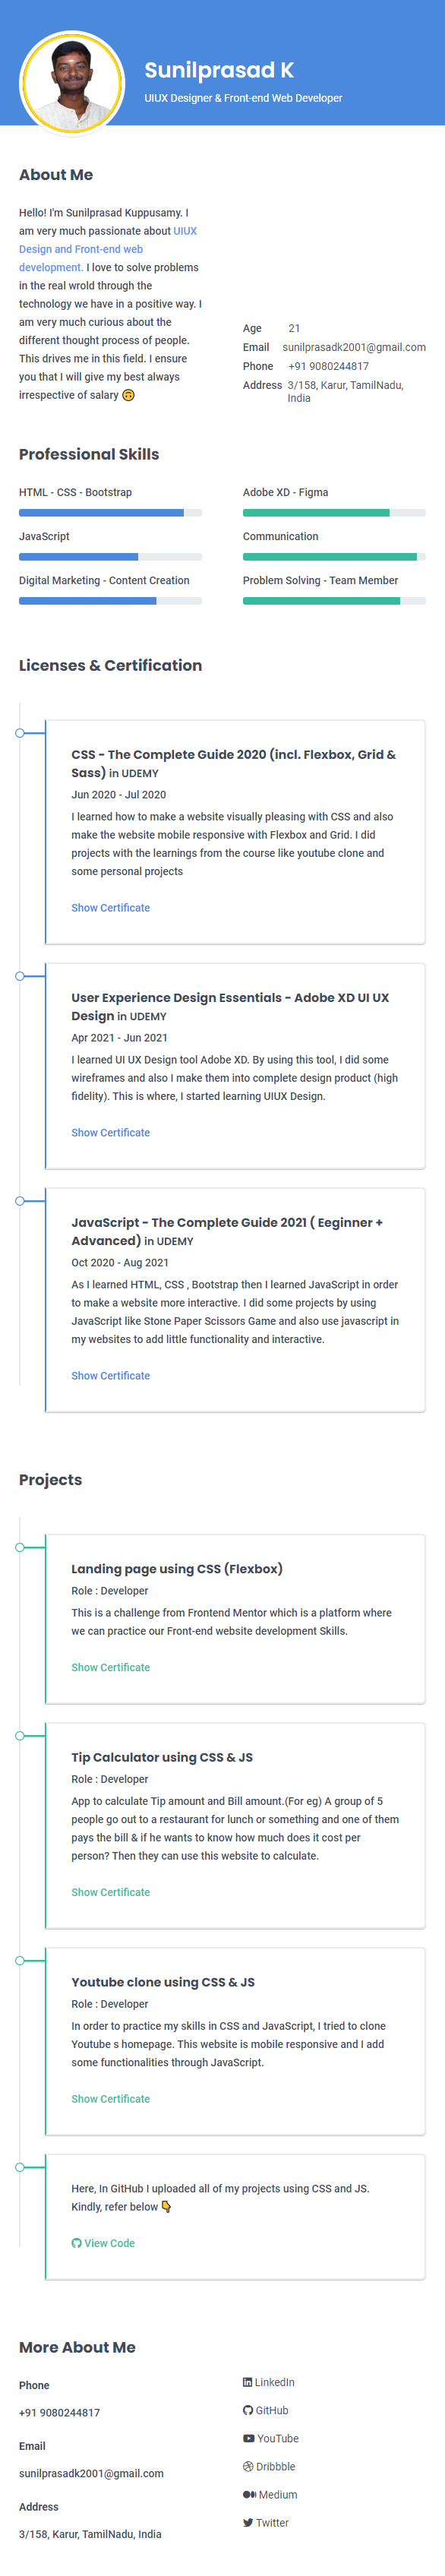 Sunilprasad K
UIUX Designer & Front-end Web Developer
About Me
Hello! I'm Sunilprasad Kuppusamy. I
am very much passionate about UIUX
Design and Front-end web
development. I love to solve problems
in the real wrold through the
technology we have in a positive way. I
am very much curious about the
different thought process of people.
This drives me in this field. I ensure
you that I will give my best always
irrespective of salary 🙃
Age 21
Email sunilprasadk2001@gmail.com
Phone +91 9080244817
Address 3/158, Karur, TamilNadu,
India
Professional Skills
HTML - CSS - Bootstrap
JavaScript
Digital Marketing - Content Creation
Adobe XD - Figma
Communication
Problem Solving - Team Member
Licenses & Certification
CSS - The Complete Guide 2020 (incl. Flexbox, Grid &
Sass) in UDEMY
Jun 2020 - Jul 2020
I learned how to make a website visually pleasing with CSS and also
make the website mobile responsive with Flexbox and Grid. I did
projects with the learnings from the course like youtube clone and
some personal projects
Show Certificate
User Experience Design Essentials - Adobe XD UI UX
Design in UDEMY
Apr 2021 - Jun 2021
I learned UI UX Design tool Adobe XD. By using this tool, I did some
wireframes and also I make them into complete design product (high
fidelity). This is where, I started learning UIUX Design.
Show Certificate
JavaScript - The Complete Guide 2021 ( Eeginner +
Advanced) in UDEMY
Oct 2020 - Aug 2021
As I learned HTML, CSS , Bootstrap then I learned JavaScript in order
to make a website more interactive. I did some projects by using
JavaScript like Stone Paper Scissors Game and also use javascript in
my websites to add little functionality and interactive.
Show Certificate
Projects
Landing page using CSS (Flexbox)
Role : Developer
This is a challenge from Frontend Mentor which is a platform where
we can practice our Front-end website development Skills.
Show Certificate
Tip Calculator using CSS & JS
Role : Developer
App to calculate Tip amount and Bill amount.(For eg) A group of 5
people go out to a restaurant for lunch or something and one of them
pays the bill & if he wants to know how much does it cost per
person? Then they can use this website to calculate.
Show Certificate
Youtube clone using CSS & JS
Role : Developer
In order to practice my skills in CSS and JavaScript, I tried to clone
Youtube s homepage. This website is mobile responsive and I add
some functionalities through JavaScript.
Show Certificate
Here, In GitHub I uploaded all of my projects using CSS and JS.
Kindly, refer below 👇
View Code
More About Me
Phone
+91 9080244817
Email
sunilprasadk2001@gmail.com
Address
3/158, Karur, TamilNadu, India
LinkedIn
GitHub
YouTube
Dribbble
Medium
Twitter